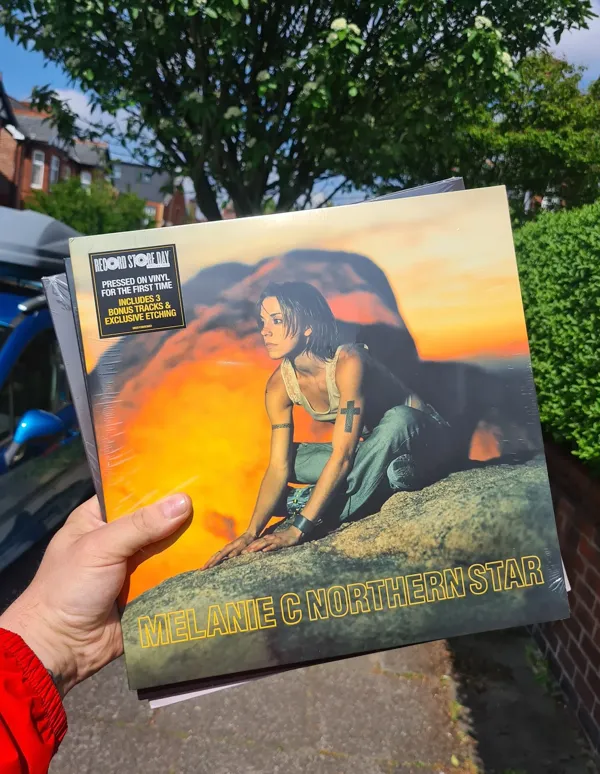 RECORD STORE DAY
PRESSED ON VINYL
FOR THE FIRST TIME
INCLUDES 3
BONUS TRACKS &
EXCLUSIVE ETCHING
MELANIE C NORTHERN STAR